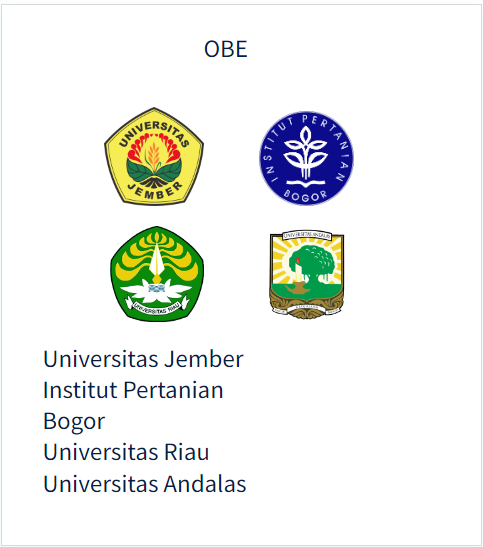 OBE
UNIVERSITAS
JEMBER
INSTITUT PERTANIAN
BOGOR
UNIVERSITAS RIAU
UNIVERSITAS ANDALAS
Universitas Jember
Institut Pertanian
Bogor
Universitas Riau
Universitas Andalas